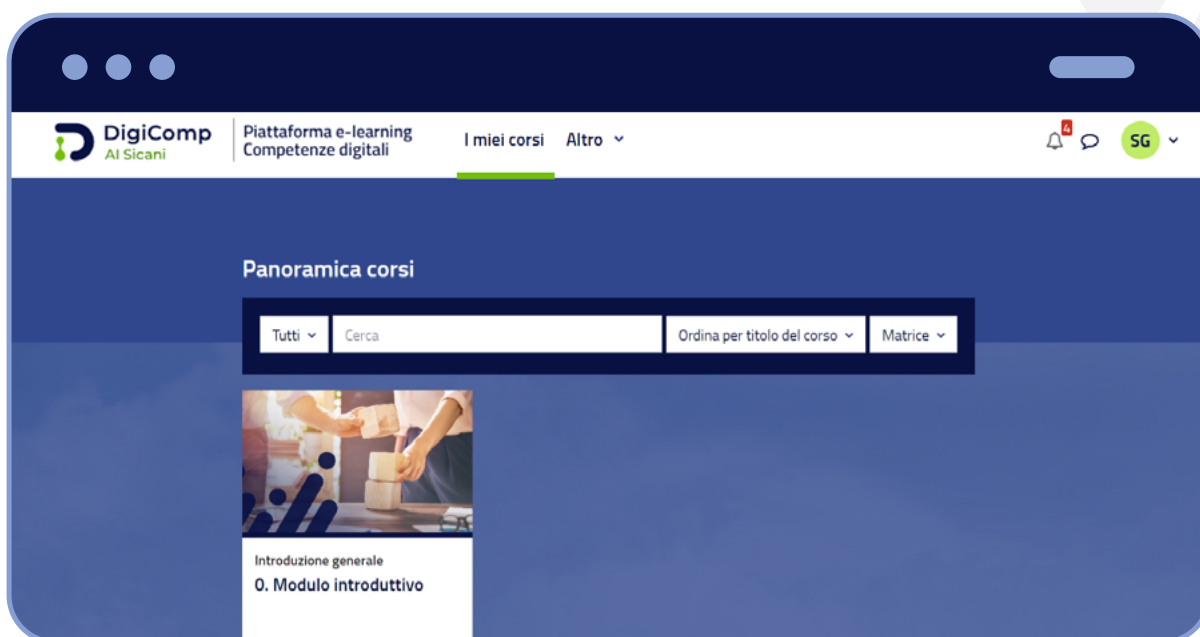 DigiComp
AI Sicani
Piattaforma e-learning
Competenze digitali
I miei corsi
Altro
4
SG
Panoramica corsi
Tutti
Cerca
Ordina per titolo del corso
Matrice
Introduzione generale
0. Modulo introduttivo